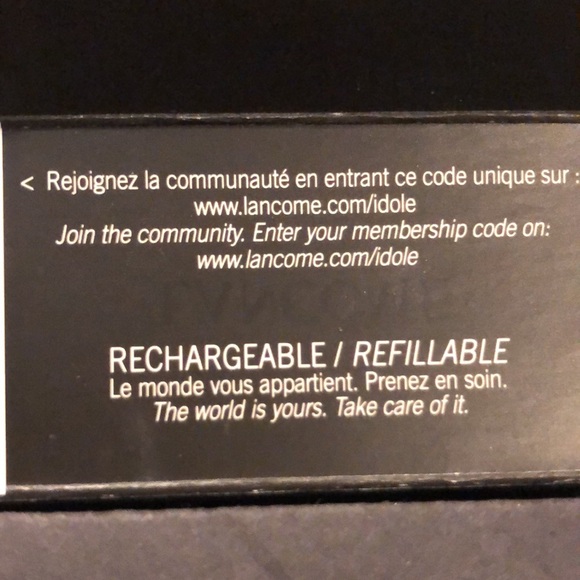 < Rejoignez la communauté en entrant ce code unique sur :
www.lancome.com/idole
Join the community. Enter your membership code on:
www.lancome.com/idole
RECHARGEABLE / REFILLABLE
Le monde vous appartient. Prenez en soin.
The world is yours. Take care of it.